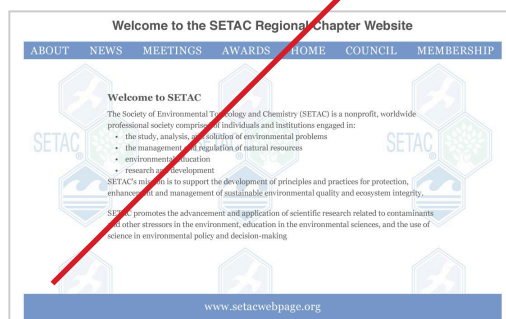 Welcome to the SETAC Regional Chapter Website
ABOUT NEWS MEETINGS AWARDS HOME COUNCIL MEMBERSHIP
Welcome to SETAC
The Society of Environmental Toxicology and Chemistry (SETAC) is a nonprofit, worldwide
professional society comprised of individuals and institutions engaged in:
• the study, analysis, and solution of environmental problems
• the management and regulation of natural resources
• environmental education
• research and development
SETAC's mission is to support the development of principles and practices for protection,
enhancement and management of sustainable environmental quality and ecosystem integrity.
SETAC promotes the advancement and application of scientific research related to contaminants
and other stressors in the environment, education in the environmental sciences, and the use of
science in environmental policy and decision-making
SETAC
SETAC
www.setacwebpage.org